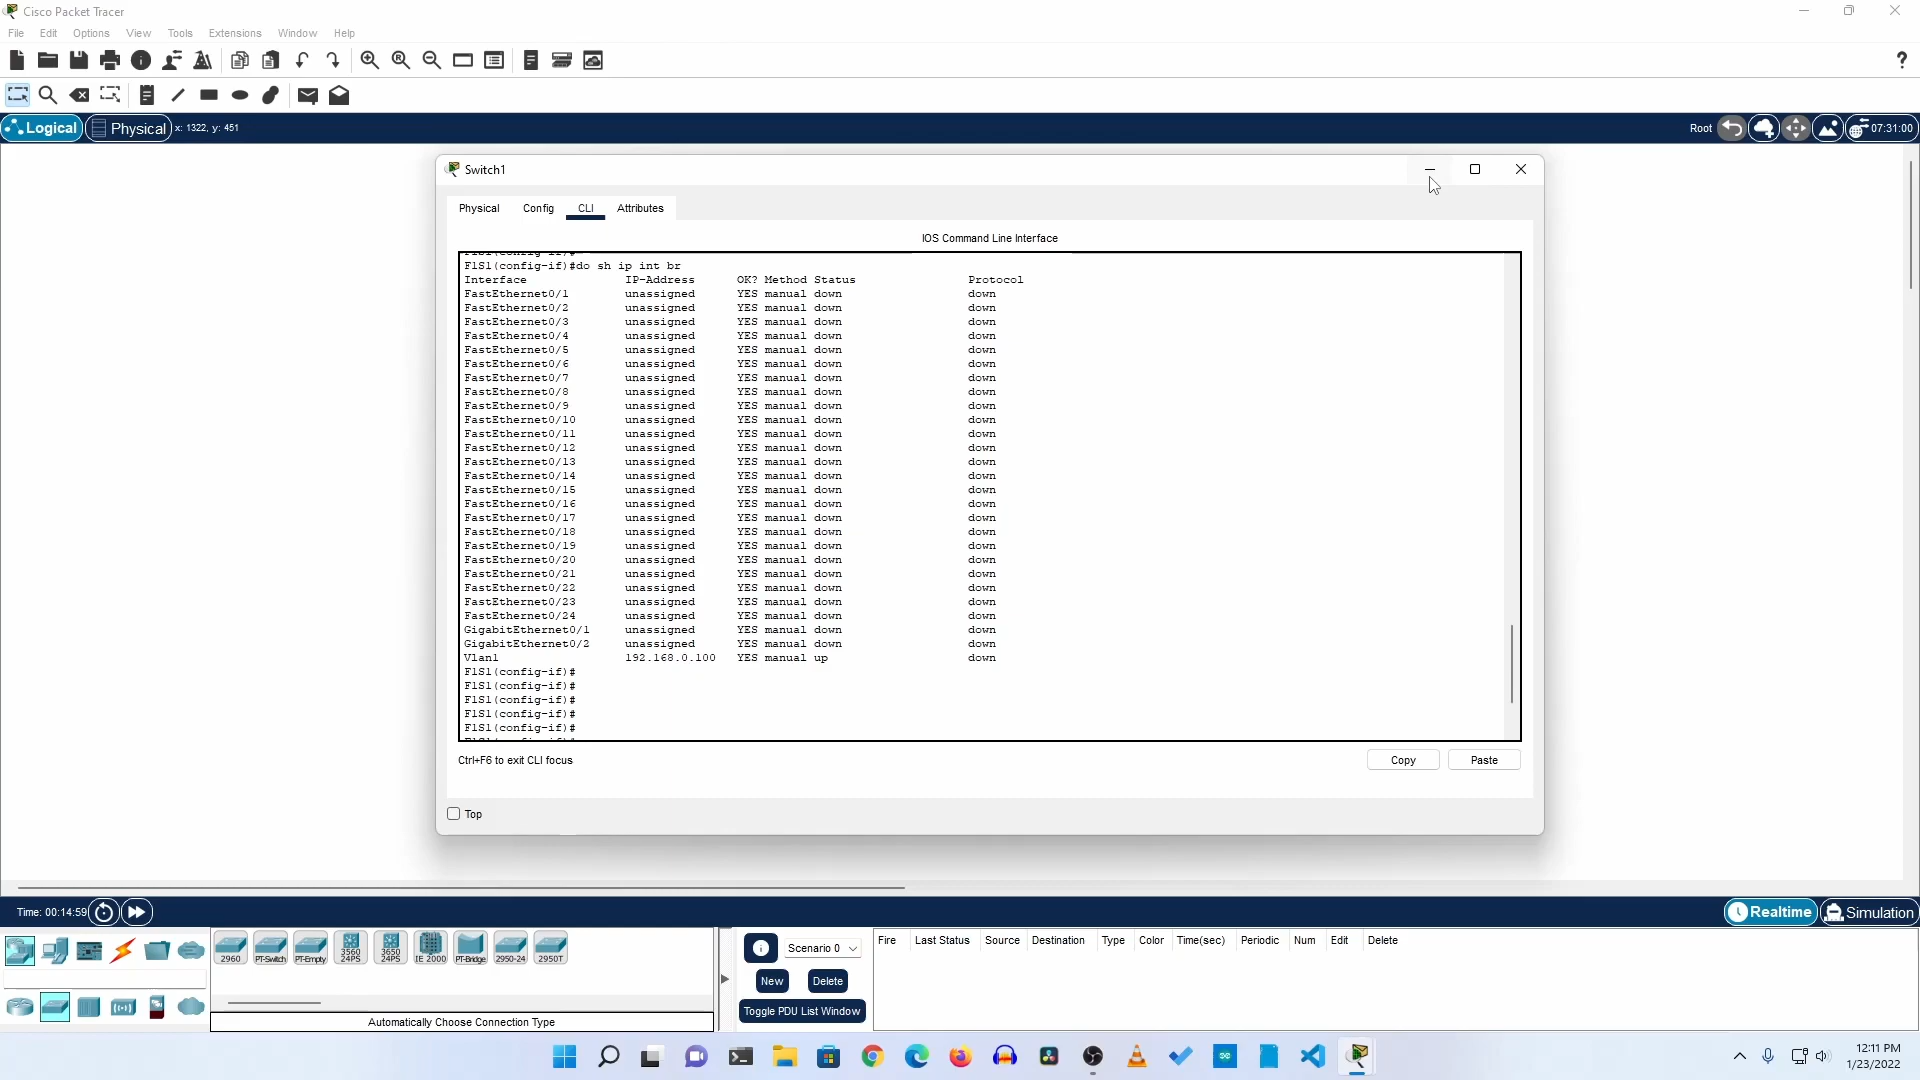 Cisco Packet Tracer
File Edit Options View Tools Extensions Window Help
Logical Physical x: 1322, y: 451 Root 07:31:00
Switch1
Physical Config CLI Attributes
IOS Command Line Interface
F1S1(config-if)#
F1S1(config-if)#do sh ip int br
Interface IP-Address OK? Method Status Protocol
FastEthernet0/1 unassigned YES manual down down
FastEthernet0/2 unassigned YES manual down down
FastEthernet0/3 unassigned YES manual down down
FastEthernet0/4 unassigned YES manual down down
FastEthernet0/5 unassigned YES manual down down
FastEthernet0/6 unassigned YES manual down down
FastEthernet0/7 unassigned YES manual down down
FastEthernet0/8 unassigned YES manual down down
FastEthernet0/9 unassigned YES manual down down
FastEthernet0/10 unassigned YES manual down down
FastEthernet0/11 unassigned YES manual down down
FastEthernet0/12 unassigned YES manual down down
FastEthernet0/13 unassigned YES manual down down
FastEthernet0/14 unassigned YES manual down down
FastEthernet0/15 unassigned YES manual down down
FastEthernet0/16 unassigned YES manual down down
FastEthernet0/17 unassigned YES manual down down
FastEthernet0/18 unassigned YES manual down down
FastEthernet0/19 unassigned YES manual down down
FastEthernet0/20 unassigned YES manual down down
FastEthernet0/21 unassigned YES manual down down
FastEthernet0/22 unassigned YES manual down down
FastEthernet0/23 unassigned YES manual down down
FastEthernet0/24 unassigned YES manual down down
GigabitEthernet0/1 unassigned YES manual down down
GigabitEthernet0/2 unassigned YES manual down down
Vlan1 192.168.0.100 YES manual up down
F1S1(config-if)#
F1S1(config-if)#
F1S1(config-if)#
F1S1(config-if)#
F1S1(config-if)#
Ctrl+F6 to exit CLI focus
Copy Paste
Top
Time: 00:14:59 Realtime Simulation
2960 PT-Switch PT-Empty 3560 24PS 3650 24PS IE 2000 PT-Bridge 2950-24 2950T
Automatically Choose Connection Type
Scenario 0
New Delete
Toggle PDU List Window
Fire Last Status Source Destination Type Color Time(sec) Periodic Num Edit Delete
12:11 PM
1/23/2022